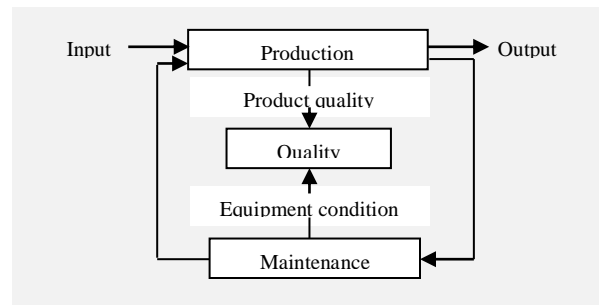 Input
Production
Output
Product quality
Quality
Equipment condition
Maintenance